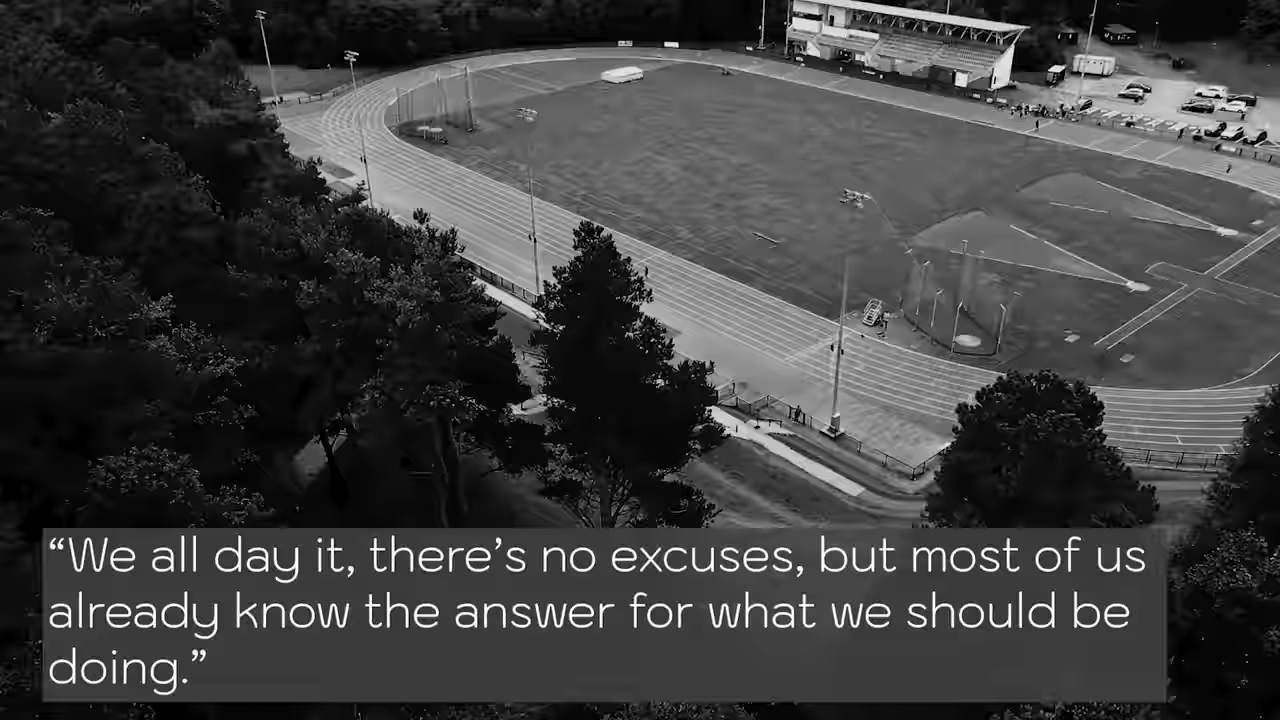 “We all day it, there’s no excuses, but most of us
already know the answer for what we should be
doing.”